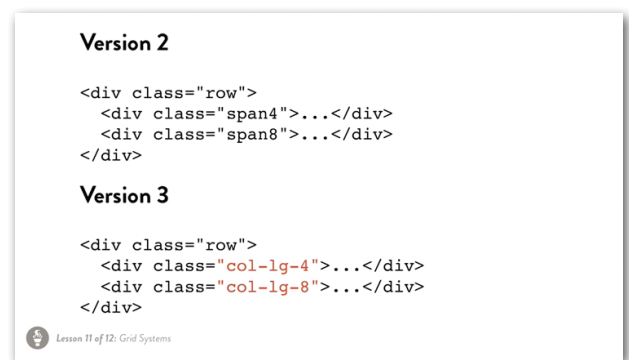 Version 2
<div class="row">
  <div class="span4">...</div>
  <div class="span8">...</div>
</div>
Version 3
<div class="row">
  <div class="col-lg-4">...</div>
  <div class="col-lg-8">...</div>
</div>
Lesson 11 of 12: Grid Systems